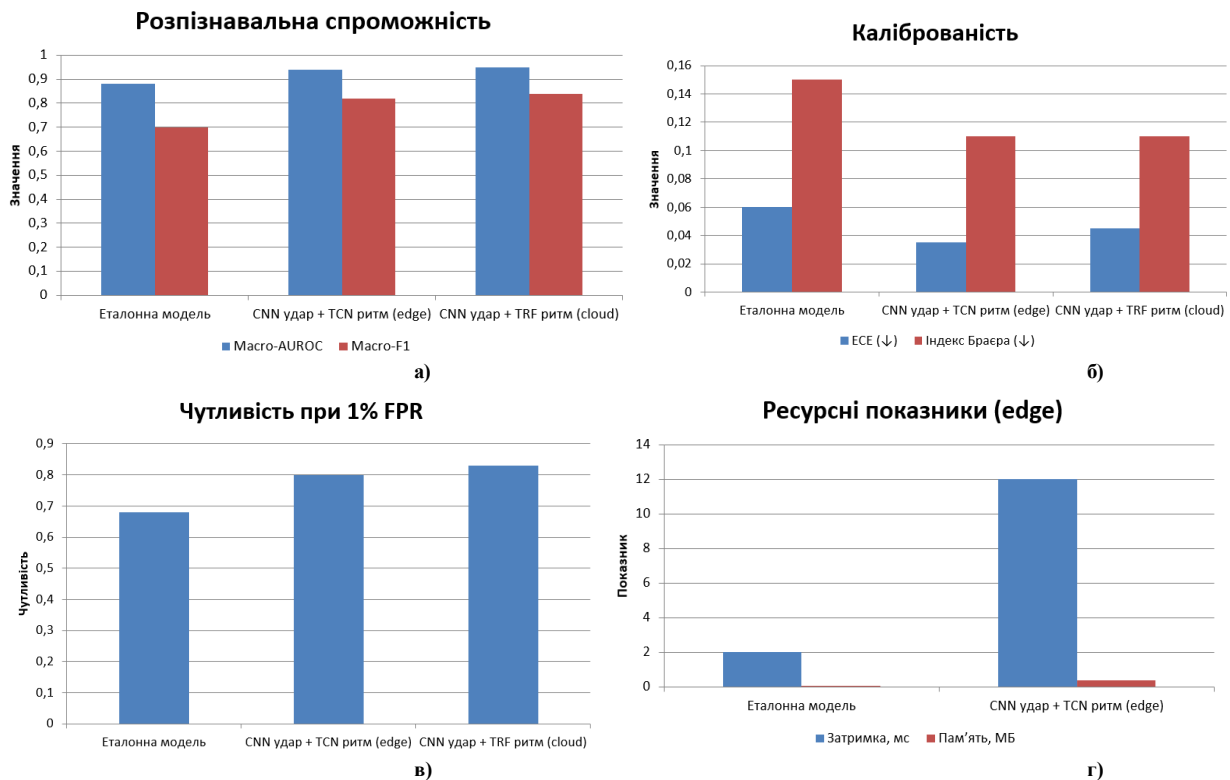 Розпізнавальна спроможність
1
0,9
0,8
0,7
0,6
0,5
0,4
0,3
0,2
0,1
0
Значення
Еталонна модель CNN удар + TCN ритм (edge) CNN удар + TRF ритм (cloud)
Macro-AUROC Macro-F1
а)
Каліброваність
0,16
0,14
0,12
0,1
0,08
0,06
0,04
0,02
0
Значення
Еталонна модель CNN удар + TCN ритм (edge) CNN удар + TRF ритм (cloud)
ECE (↓) Індекс Браєра (↓)
б)
Чутливість при 1% FPR
0,9
0,8
0,7
0,6
0,5
0,4
0,3
0,2
0,1
0
Чутливість
Еталонна модель CNN удар + TCN ритм (edge) CNN удар + TRF ритм (cloud)
в)
Ресурсні показники (edge)
14
12
10
8
6
4
2
0
Показник
Еталонна модель CNN удар + TCN ритм (edge)
Затримка, мс Пам’ять, МБ
г)